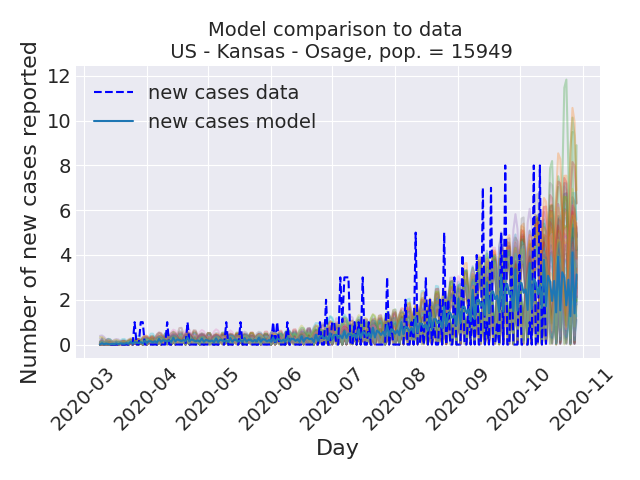 Model comparison to data
US - Kansas - Osage, pop. = 15949
Number of new cases reported
12
10
8
6
4
2
0
new cases data
new cases model
2020-03
2020-04
2020-05
2020-06
2020-07
2020-08
2020-09
2020-10
2020-11
Day